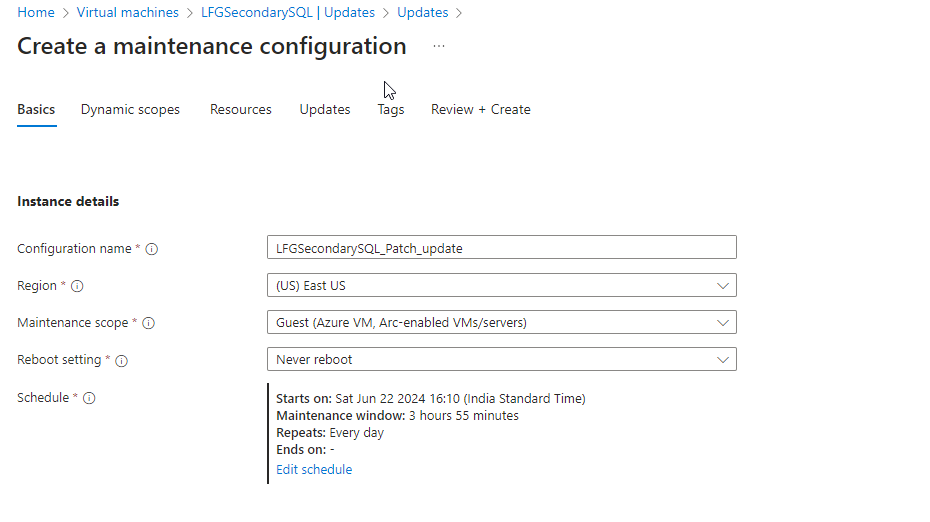 Home > Virtual machines > LFGSecondarySQL | Updates > Updates >
Create a maintenance configuration ...
Basics Dynamic scopes Resources Updates Tags Review + Create
Instance details
Configuration name * LFGSecondarySQL_Patch_update
Region * (US) East US
Maintenance scope * Guest (Azure VM, Arc-enabled VMs/servers)
Reboot setting * Never reboot
Schedule * Starts on: Sat Jun 22 2024 16:10 (India Standard Time)
Maintenance window: 3 hours 55 minutes
Repeats: Every day
Ends on: -
Edit schedule